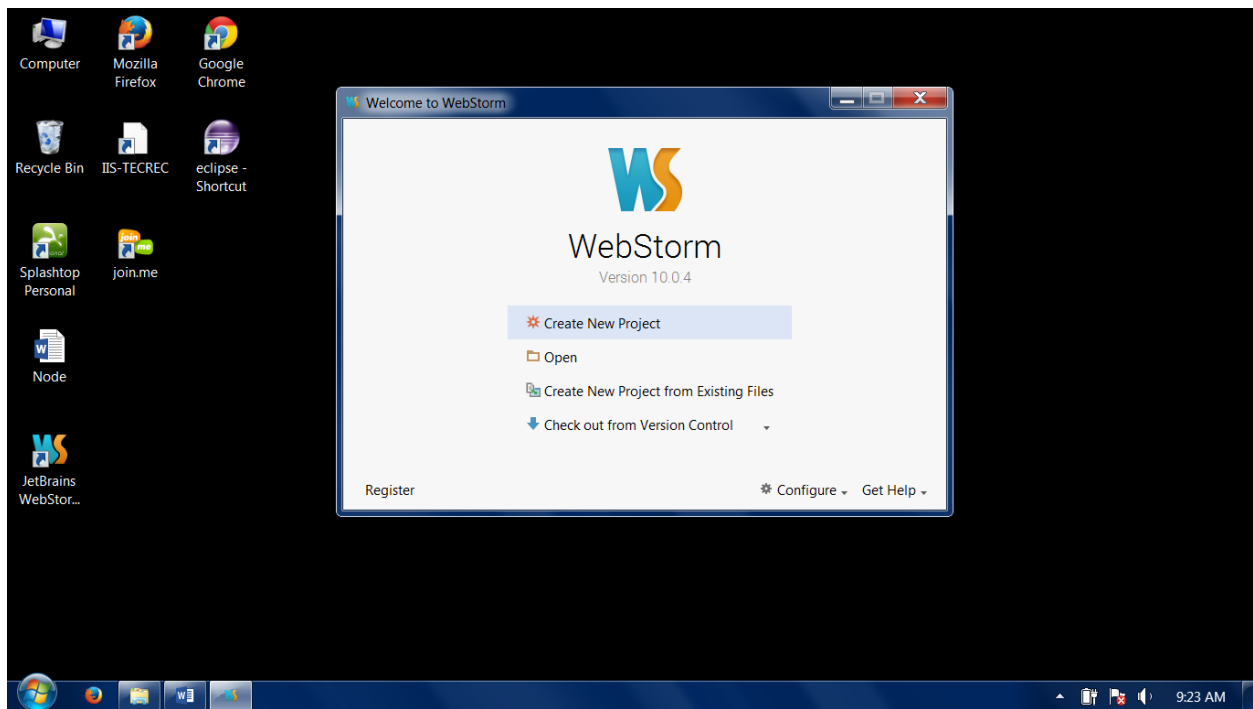 Computer
Mozilla
Firefox
Google
Chrome
Recycle Bin
IIS-TECREC
eclipse -
Shortcut
Splashtop
Personal
join.me
Node
JetBrains
WebStor...
Welcome to WebStorm
WS
WebStorm
Version 10.0.4
Create New Project
Open
Create New Project from Existing Files
Check out from Version Control
Register
Configure
Get Help
9:23 AM